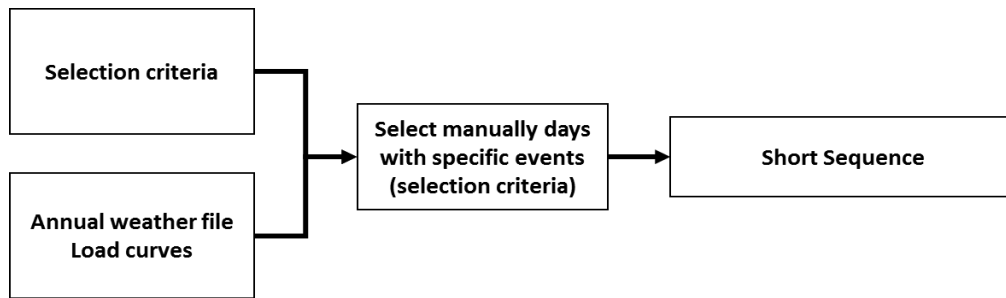 Selection criteria
Annual weather file
Load curves
Select manually days
with specific events
(selection criteria)
Short Sequence